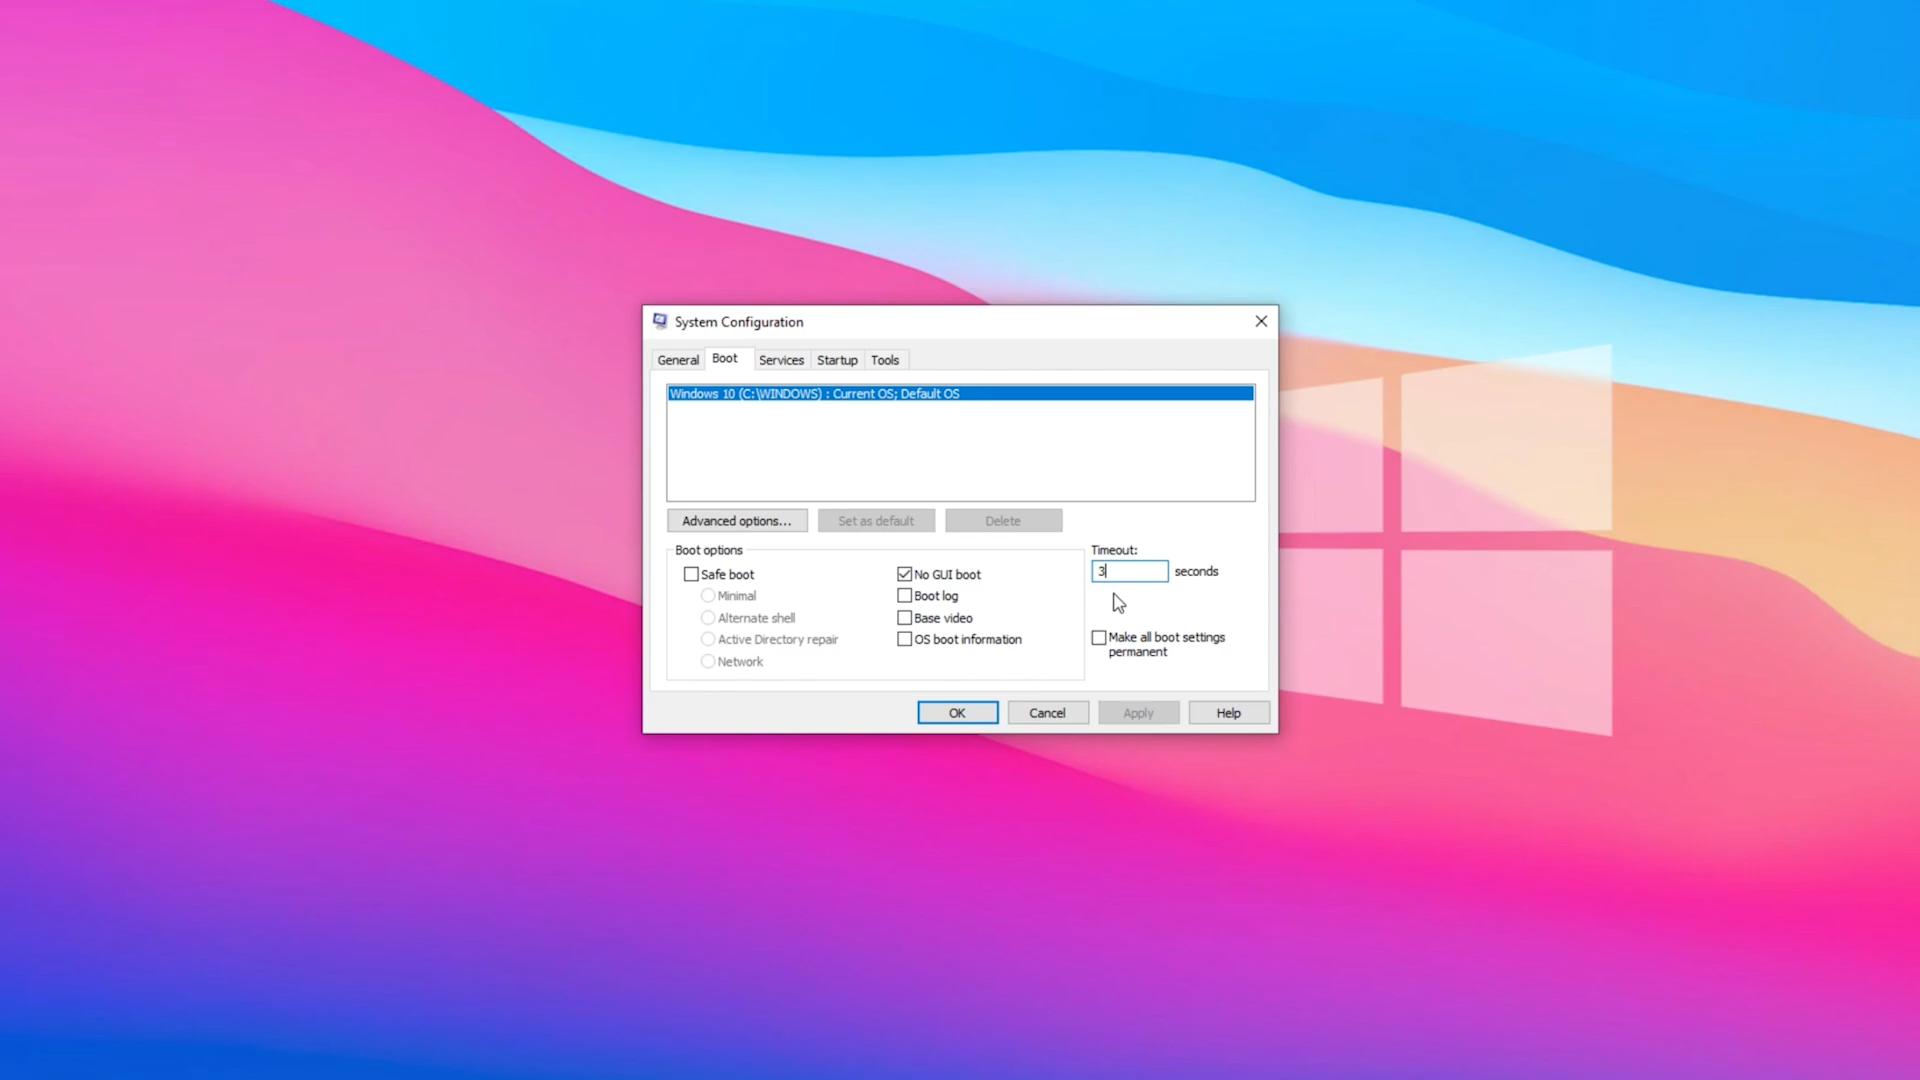 System Configuration
General Boot Services Startup Tools
Windows 10 (C:\WINDOWS) : Current OS; Default OS
Advanced options... Set as default Delete
Boot options
Safe boot
Minimal
Alternate shell
Active Directory repair
Network
No GUI boot
Boot log
Base video
OS boot information
Timeout:
3 seconds
Make all boot settings
permanent
OK Cancel Apply Help